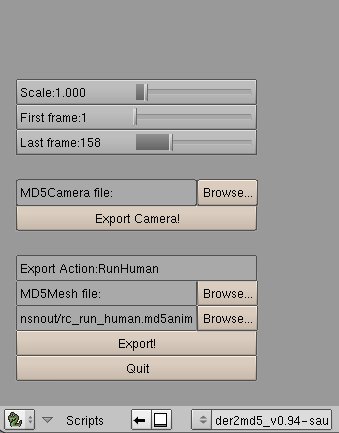 Scale:1.000
First frame:1
Last frame:158
MD5Camera file:
Browse...
Export Camera!
Export Action:RunHuman
MD5Mesh file:
Browse...
nsnout/rc_run_human.md5anim
Browse...
Export!
Quit
Scripts
der2md5_v0.94-sau